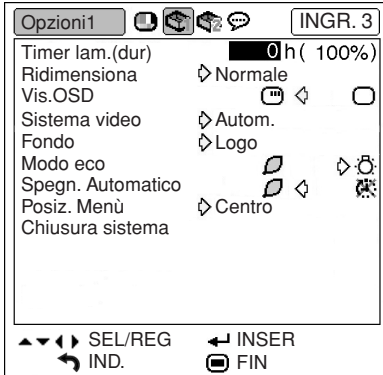 Opzioni1 INGR. 3
Timer lam.(dur) 0 h ( 100%)
Ridimensiona Normale
Vis.OSD
Sistema video Autom.
Fondo Logo
Modo eco
Spegn. Automatico
Posiz. Menù Centro
Chiusura sistema
SEL/REG INSER
IND. FIN